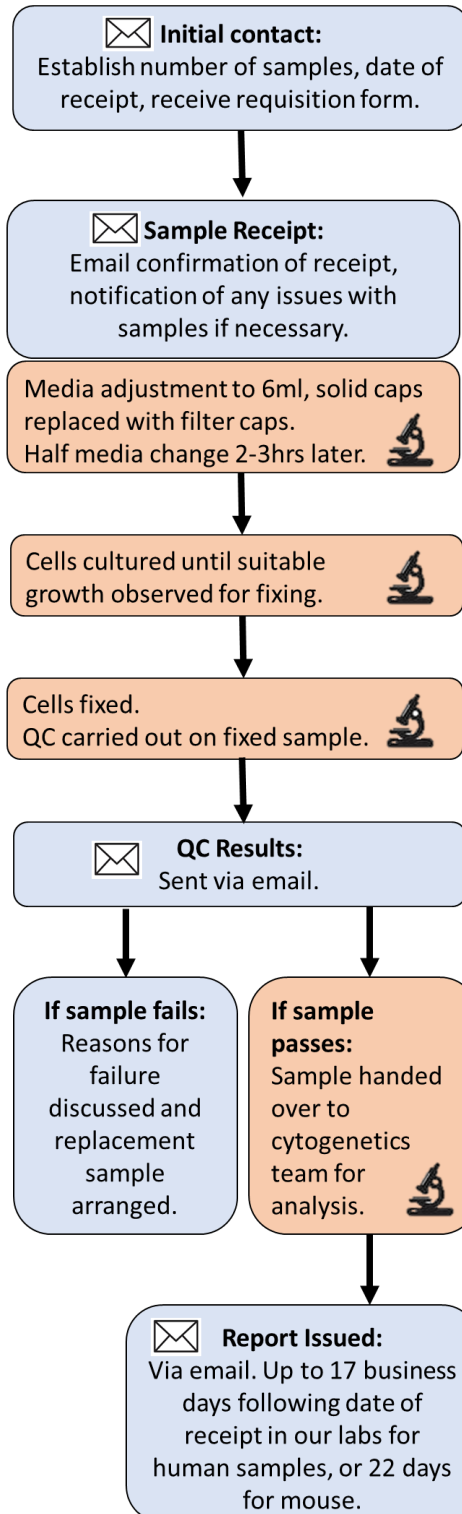 Initial contact:
Establish number of samples, date of
receipt, receive requisition form.
Sample Receipt:
Email confirmation of receipt,
notification of any issues with
samples if necessary.
Media adjustment to 6ml, solid caps
replaced with filter caps.
Half media change 2-3hrs later.
Cells cultured until suitable
growth observed for fixing.
Cells fixed.
QC carried out on fixed sample.
QC Results:
Sent via email.
If sample fails:
Reasons for
failure
discussed and
replacement
sample
arranged.
If sample
passes:
Sample handed
over to
cytogenetics
team for
analysis.
Report Issued:
Via email. Up to 17 business
days following date of
receipt in our labs for
human samples, or 22 days
for mouse.